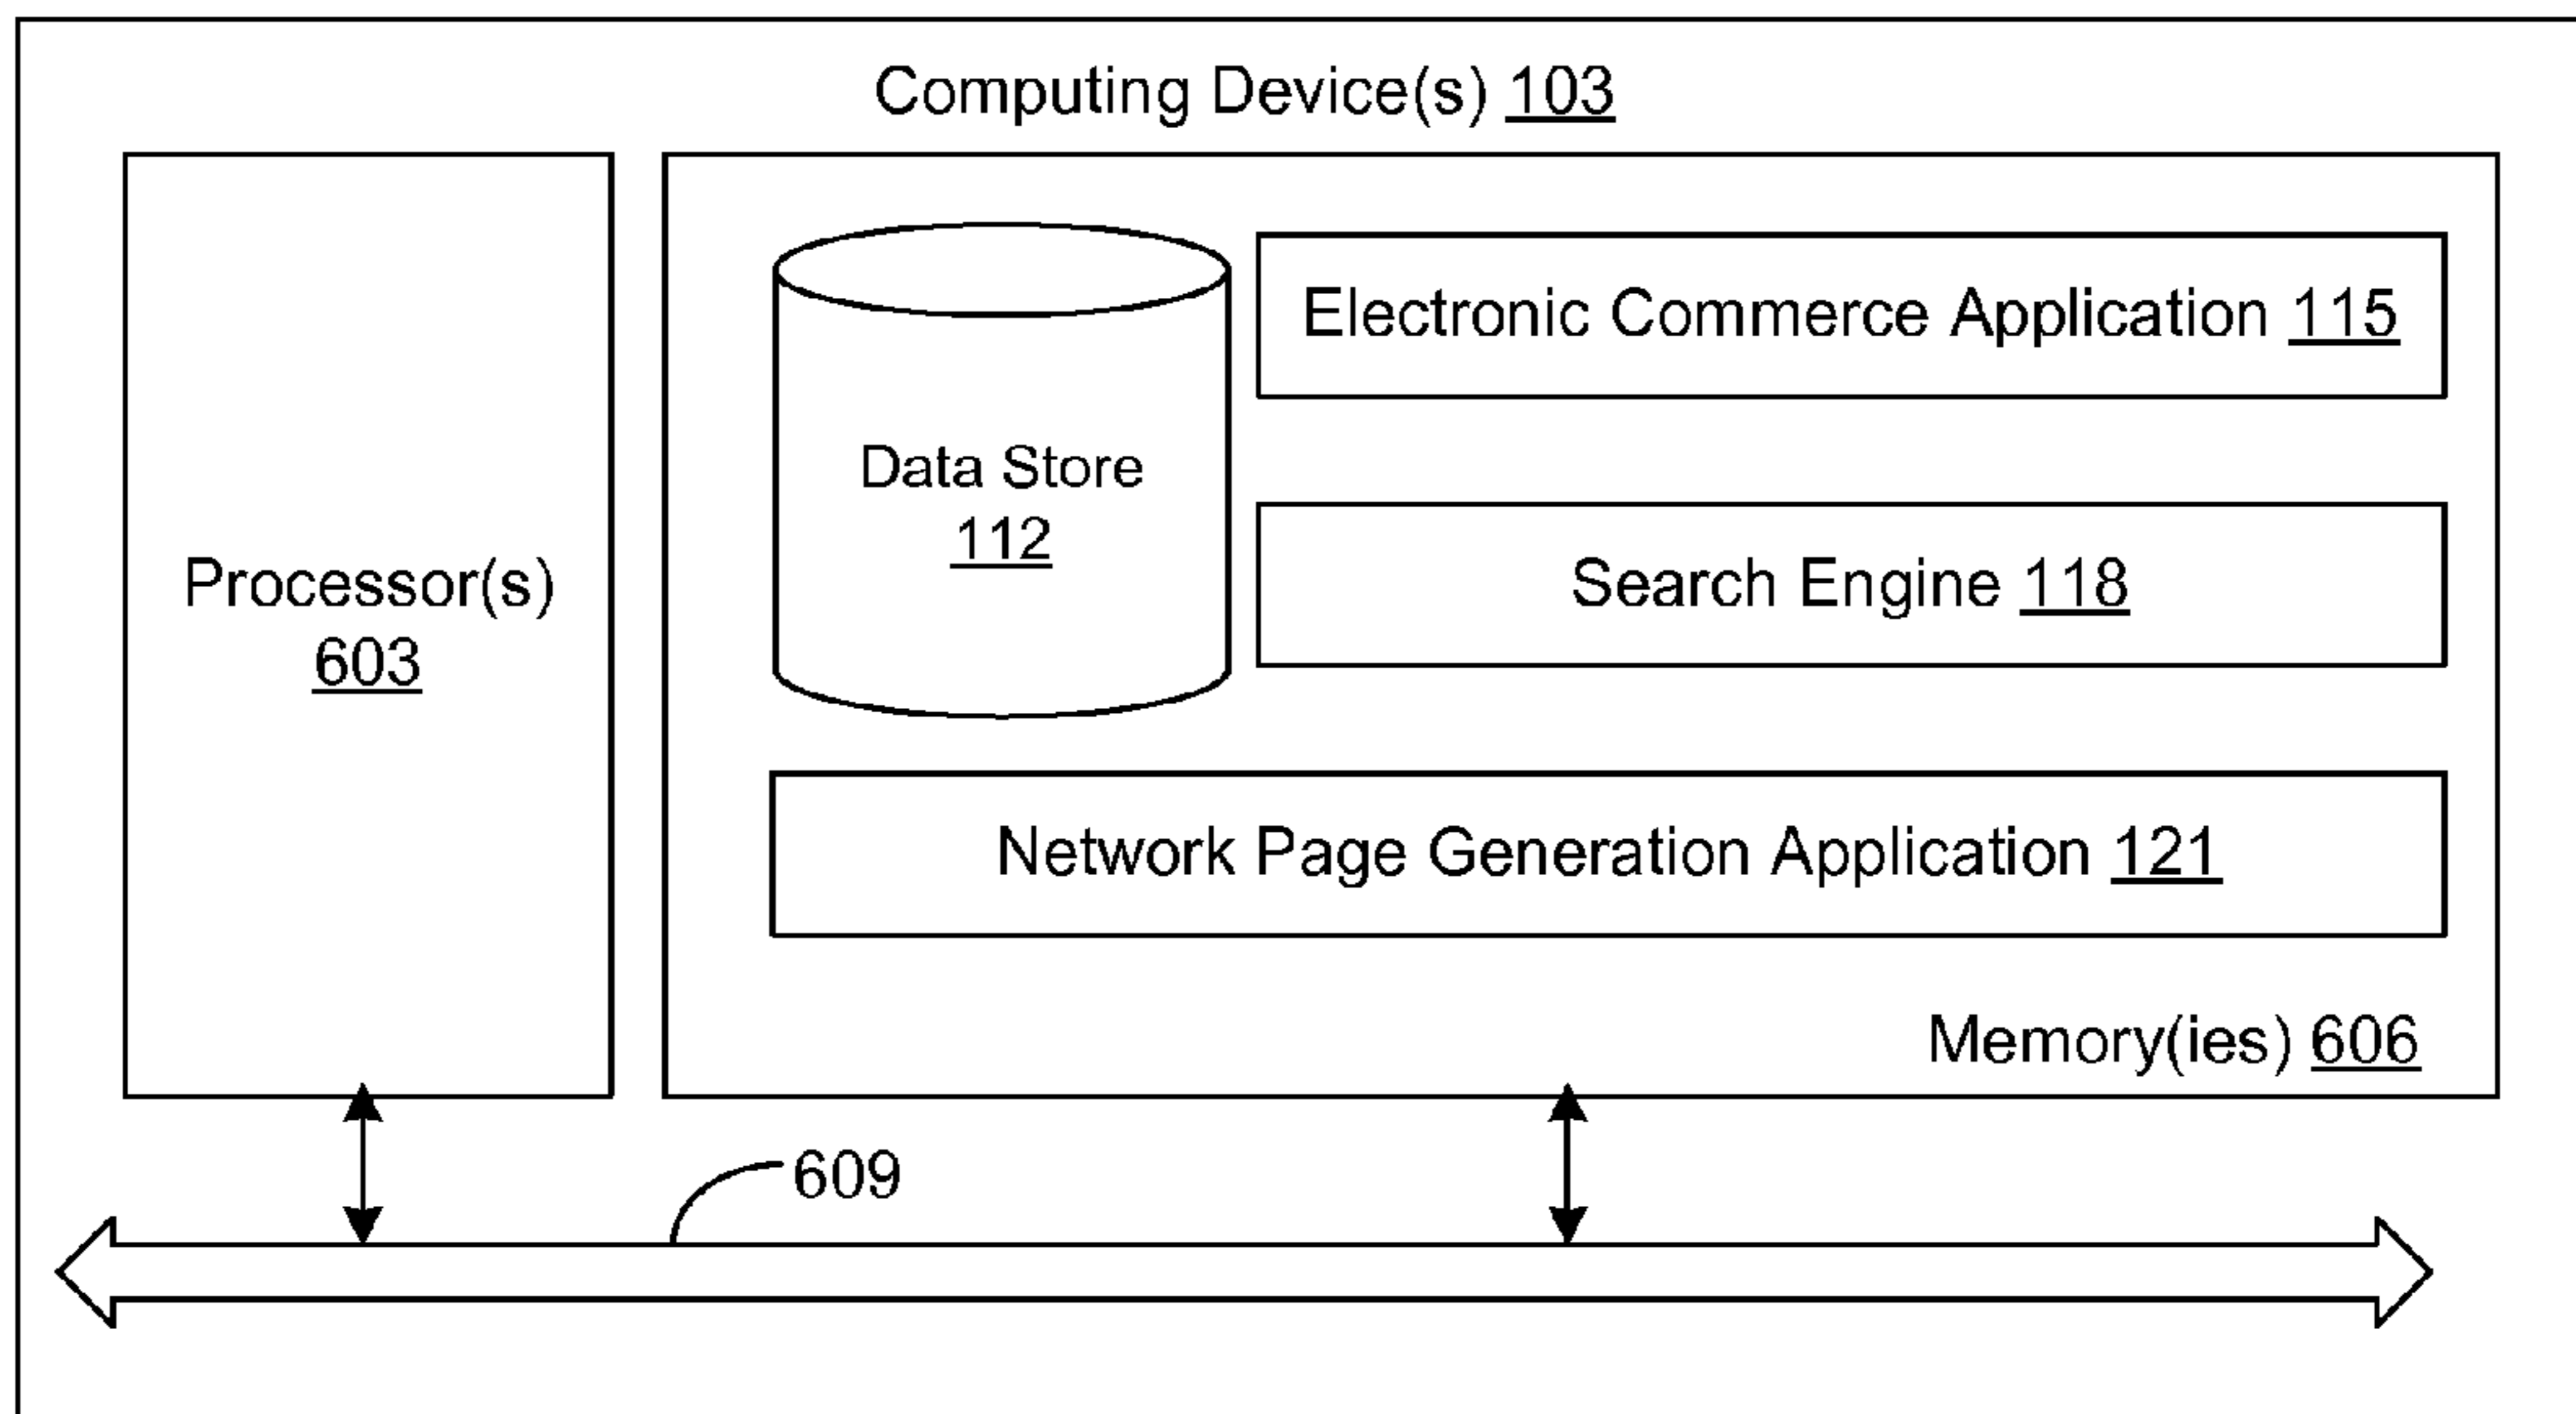 Computing Device(s) 103
Processor(s)
603
Data Store
112
Electronic Commerce Application 115
Search Engine 118
Network Page Generation Application 121
Memory(ies) 606
609